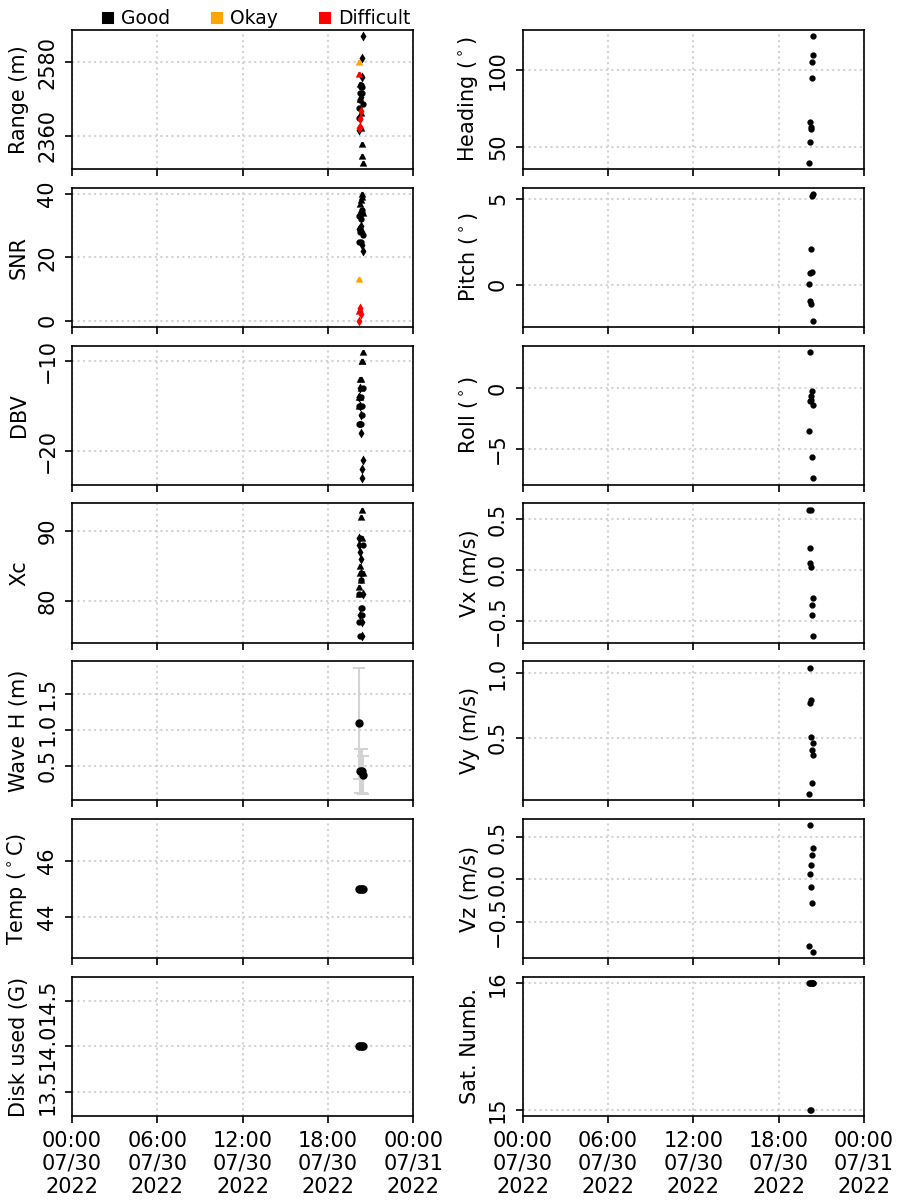 Good Okay Difficult
Range (m)
2580
2360
Heading (°)
100
50
SNR
40
20
0
Pitch (°)
5
0
DBV
−10
−20
Roll (°)
0
−5
Xc
90
80
Vx (m/s)
0.5
0.0
−0.5
Wave H (m)
1.5
1.0
0.5
Vy (m/s)
1.0
0.5
Temp (°C)
46
44
Vz (m/s)
0.5
0.0
−0.5
Disk used (G)
14.5
14.0
13.5
Sat. Numb.
16
15
00:00 06:00 12:00 18:00 00:00
07/30 07/30 07/30 07/30 07/31
2022 2022 2022 2022 2022
00:00 06:00 12:00 18:00 00:00
07/30 07/30 07/30 07/30 07/31
2022 2022 2022 2022 2022